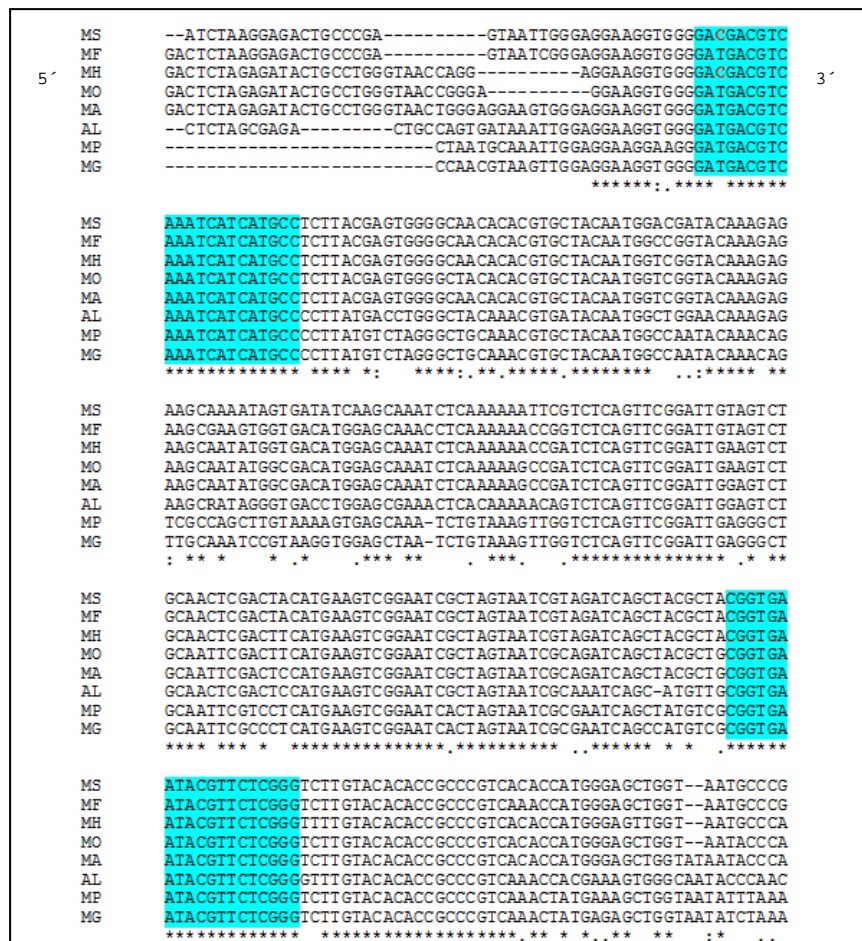 MS --ATCTAAGGAGACTGCCCGA----------GTAATTGGGAGGAAGGTGGGGACGACGTC
MF GACTCTAAGGAGACTGCCCGA----------GTAATCGGGAGGAAGGTGGGGATGACGTC
5´ MH GACTCTAGAGATACTGCCTGGGTAACCAGG----------AGGAAGGTGGGGACGACGTC 3´
MO GACTCTAGAGATACTGCCTGGGTAACCGGGA----------GGAAGGTGGGGATGACGTC
MA GACTCTAGAGATACTGCCTGGGTAACTGGGAGGAAGTGGGAGGAAGGTGGGGATGACGTC
AL --CTCTAGCGAGA---------CTGCCAGTGATAAATTGGAGGAAGGTGGGGATGACGTC
MP --------------------------CTAATGCAAATTGGAGGAAGGAAGGGATGACGTC
MG --------------------------CCAACGTAAGTTGGAGGAAGGTGGGGATGACGTC
******:.**** ******
MS AAATCATCATGCCTCTTACGAGTGGGGCAACACACGTGCTACAATGGACGATACAAAGAG
MF AAATCATCATGCCTCTTACGAGTGGGGCAACACACGTGCTACAATGGCCGGTACAAAGAG
MH AAATCATCATGCCTCTTACGAGTGGGGCAACACACGTGCTACAATGGTCGGTACAAAGAG
MO AAATCATCATGCCTCTTACGAGTGGGGCTACACACGTGCTACAATGGTCGGTACAAAGAG
MA AAATCATCATGCCTCTTACGAGTGGGGCAACACACGTGCTACAATGGTCGGTACAAAGAG
AL AAATCATCATGCCCCTTATGACCTGGGCTACAAACGTGATACAATGGCTGGAACAAAGAG
MP AAATCATCATGCCCCTTATGTCTAGGGCTGCAAACGTGCTACAATGGCCAATACAAACAG
MG AAATCATCATGCCCCTTATGTCTAGGGCTGCAAACGTGCTACAATGGCCAATACAAACAG
************* **** *:   ****:.**.*****.********  ..:***** **
MS AAGCAAAATAGTGATATCAAGCAAATCTCAAAAAATTCGTCTCAGTTCGGATTGTAGTCT
MF AAGCGAAGTGGTGACATGGAGCAAACCTCAAAAAACCGGTCTCAGTTCGGATTGTAGTCT
MH AAGCAATATGGTGACATGGAGCAAATCTCAAAAAACCGATCTCAGTTCGGATTGAAGTCT
MO AAGCAATATGGCGACATGGAGCAAATCTCAAAAAGCCGATCTCAGTTCGGATTGAAGTCT
MA AAGCAATATGGCGACATGGAGCAAATCTCAAAAAGCCGATCTCAGTTCGGATTGGAGTCT
AL AAGCRATAGGGTGACCTGGAGCGAAACTCACAAAAACAGTCTCAGTTCGGATTGGAGTCT
MP TCGCCAGCTTGTAAAAGTGAGCAAA-TCTGTAAAGTTGGTCTCAGTTCGGATTGAGGGCT
MG TTGCAAATCCGTAAGGTGGAGCTAA-TCTGTAAAGTTGGTCTCAGTTCGGATTGAGGGCT
: ** *    * .*    .*** **    . ***.  .*************** .* **
MS GCAACTCGACTACATGAAGTCGGAATCGCTAGTAATCGTAGATCAGCTACGCTACGGTGA
MF GCAACTCGACTACATGAAGTCGGAATCGCTAGTAATCGTAGATCAGCTACGCTACGGTGA
MH GCAACTCGACTTCATGAAGTCGGAATCGCTAGTAATCGTAGATCAGCTACGCTACGGTGA
MO GCAATTCGACTTCATGAAGTCGGAATCGCTAGTAATCGCAGATCAGCTACGCTGCGGTGA
MA GCAATTCGACTCCATGAAGTCGGAATCGCTAGTAATCGCAGATCAGCTACGCTGCGGTGA
AL GCAACTCGACTCCATGAAGTCGGAATCGCTAGTAATCGCAAATCAGC-ATGTTGCGGTGA
MP GCAATTCGTCCTCATGAAGTCGGAATCACTAGTAATCGCGAATCAGCTATGTCGCGGTGA
MG GCAATTCGCCCTCATGAAGTCGGAATCACTAGTAATCGCGAATCAGCCATGTCGCGGTGA
**** *** *  ***************.********** ..****** * *  .******
MS ATACGTTCTCGGGTCTTGTACACACCGCCCGTCACACCATGGGAGCTGGT--AATGCCCG
MF ATACGTTCTCGGGTCTTGTACACACCGCCCGTCAAACCATGGGAGCTGGT--AATGCCCG
MH ATACGTTCTCGGGTTTTGTACACACCGCCCGTCACACCATGGGAGTTGGT--AATGCCCA
MO ATACGTTCTCGGGTCTTGTACACACCGCCCGTCACACCATGGGAGCTGGT--AATACCCA
MA ATACGTTCTCGGGTCTTGTACACACCGCCCGTCACACCATGGGAGCTGGTATAATACCCA
AL ATACGTTCTCGGGGTTTGTACACACCGCCCGTCAAACCACGAAAGTGGGCAATACCCAAC
MP ATACGTTCTCGGGTCTTGTACACACCGCCCGTCAAACTATGAAAGCTGGTAATATTTAAA
MG ATACGTTCTCGGGTCTTGTACACACCGCCCGTCAAACTATGAGAGCTGGTAATATCTAAA
*************  *******************.** * *..**  **   :*  ..